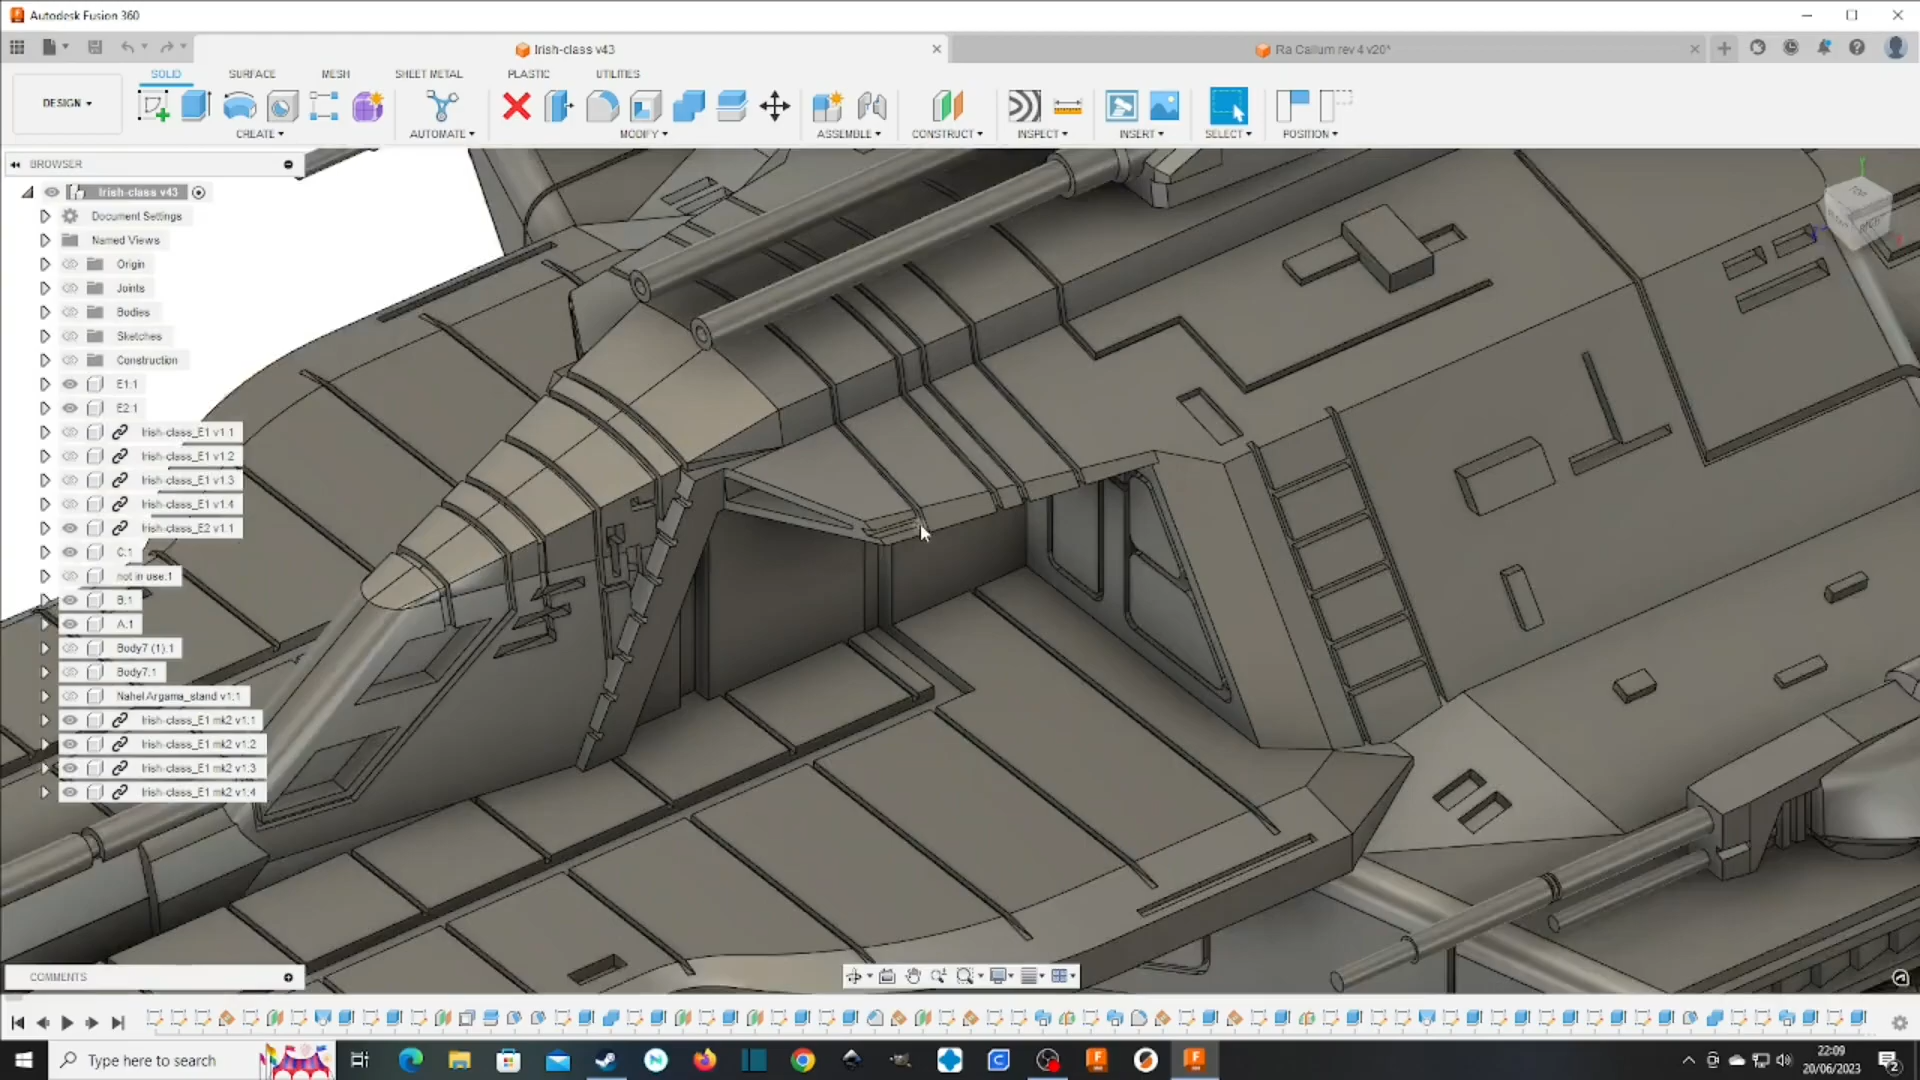 Autodesk Fusion 360
Irish-class v43
Ra Cailum rev 4 v20*
DESIGN
SOLID
SURFACE
MESH
SHEET METAL
PLASTIC
UTILITIES
CREATE
AUTOMATE
MODIFY
ASSEMBLE
CONSTRUCT
INSPECT
INSERT
SELECT
POSITION
BROWSER
Irish-class v43
Document Settings
Named Views
Origin
Joints
Bodies
Sketches
Construction
E1:1
E2:1
Irish-class_E1 v1:1
Irish-class_E1 v1:2
Irish-class_E1 v1:3
Irish-class_E1 v1:4
Irish-class_E2 v1:1
C:1
not in use:1
B:1
A:1
Body7 (1):1
Body7:1
Nahel Argama_stand v1:1
Irish-class_E1 mk2 v1:1
Irish-class_E1 mk2 v1:2
Irish-class_E1 mk2 v1:3
Irish-class_E1 mk2 v1:4
TOP
COMMENTS
Type here to search
22:09
20/06/2023
2